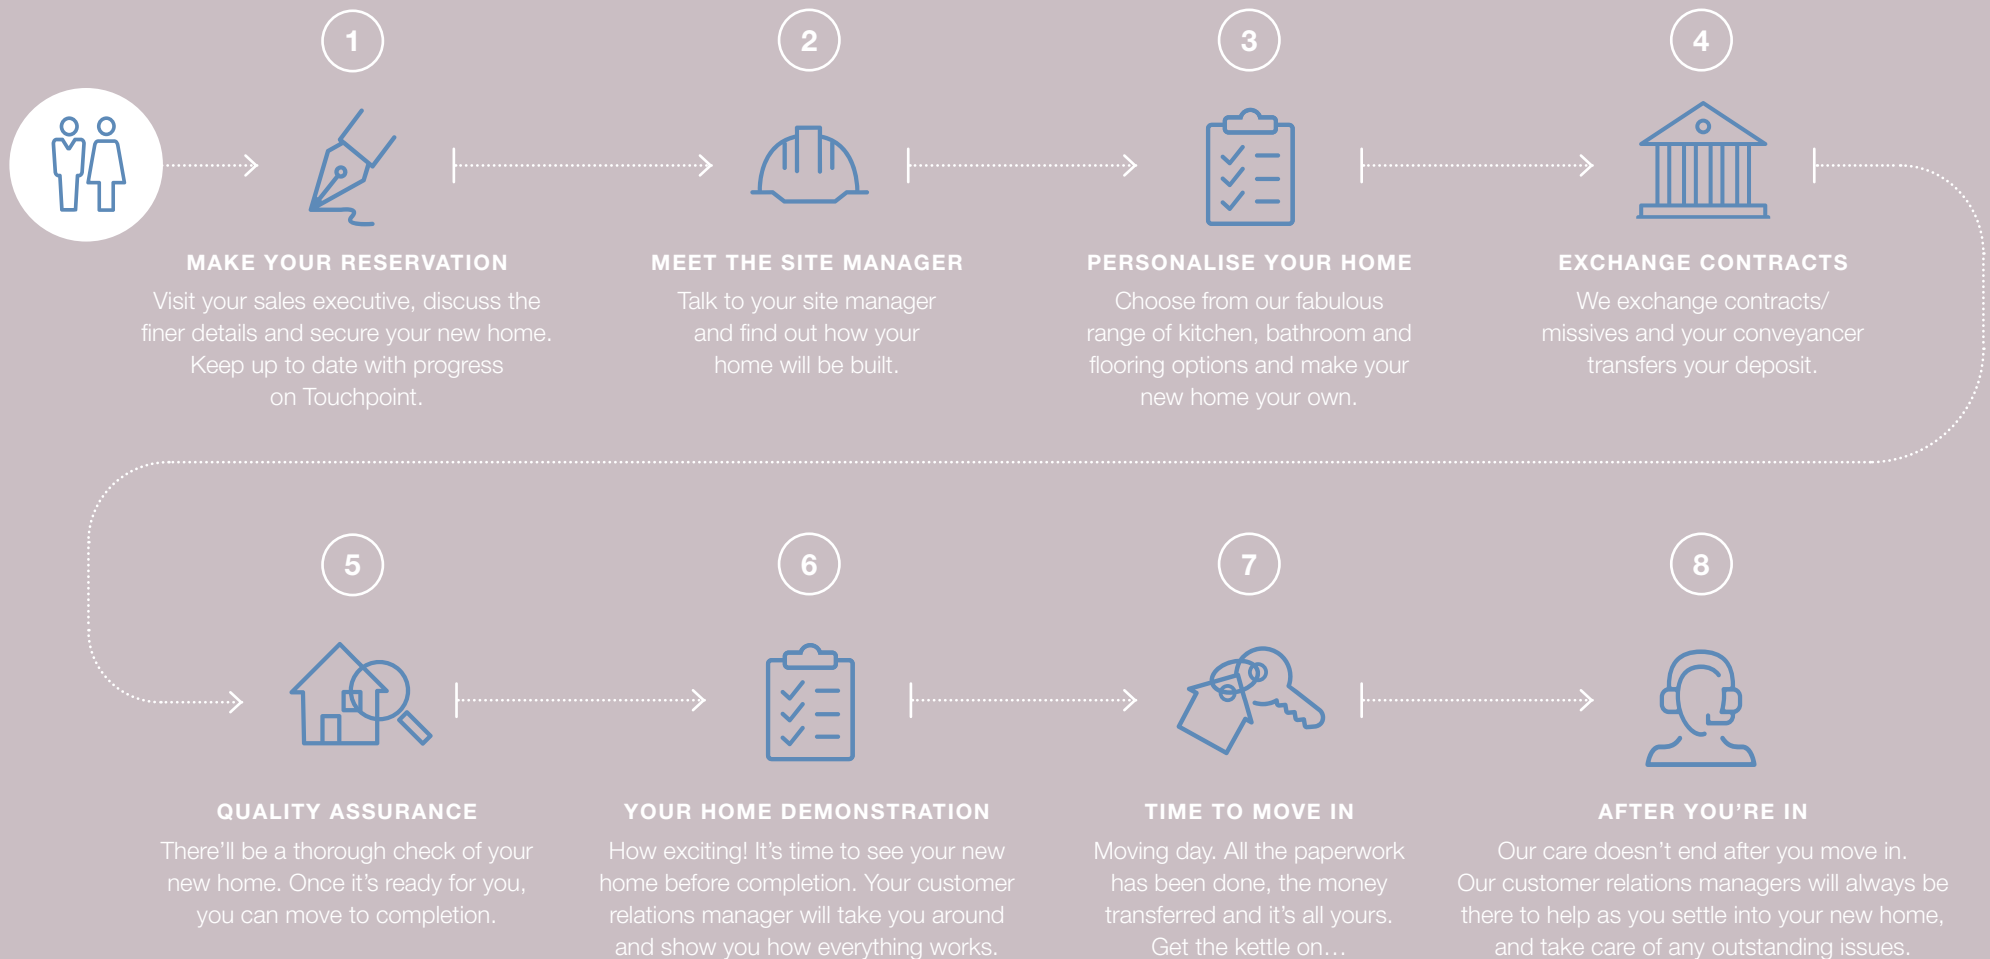 1
MAKE YOUR RESERVATION
Visit your sales executive, discuss the
finer details and secure your new home.
Keep up to date with progress
on Touchpoint.
2
MEET THE SITE MANAGER
Talk to your site manager
and find out how your
home will be built.
3
PERSONALISE YOUR HOME
Choose from our fabulous
range of kitchen, bathroom and
flooring options and make your
new home your own.
4
EXCHANGE CONTRACTS
We exchange contracts/
missives and your conveyancer
transfers your deposit.
5
QUALITY ASSURANCE
There’ll be a thorough check of your
new home. Once it’s ready for you,
you can move to completion.
6
YOUR HOME DEMONSTRATION
How exciting! It’s time to see your new
home before completion. Your customer
relations manager will take you around
and show you how everything works.
7
TIME TO MOVE IN
Moving day. All the paperwork
has been done, the money
transferred and it’s all yours.
Get the kettle on…
8
AFTER YOU’RE IN
Our care doesn’t end after you move in.
Our customer relations managers will always be
there to help as you settle into your new home,
and take care of any outstanding issues.